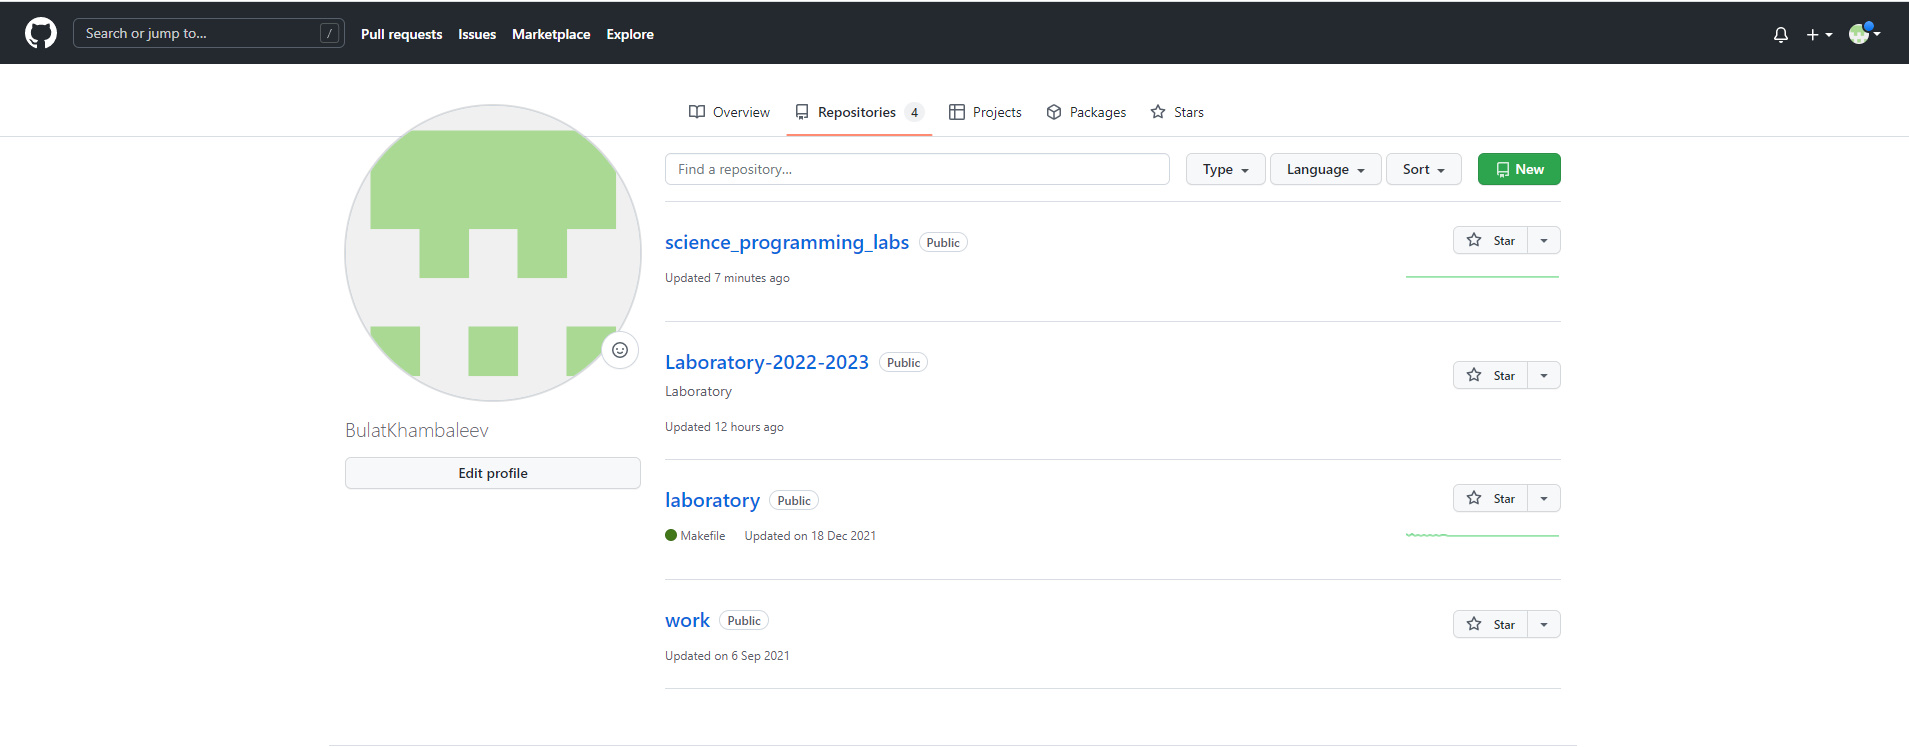 Search or jump to... /
Pull requests Issues Marketplace Explore
Overview Repositories 4 Projects Packages Stars
Find a repository... Type Language Sort New
science_programming_labs Public
Star
Updated 7 minutes ago
Laboratory-2022-2023 Public
Star
Laboratory
Updated 12 hours ago
BulatKhambaleev
Edit profile
laboratory Public
Star
Makefile Updated on 18 Dec 2021
work Public
Star
Updated on 6 Sep 2021